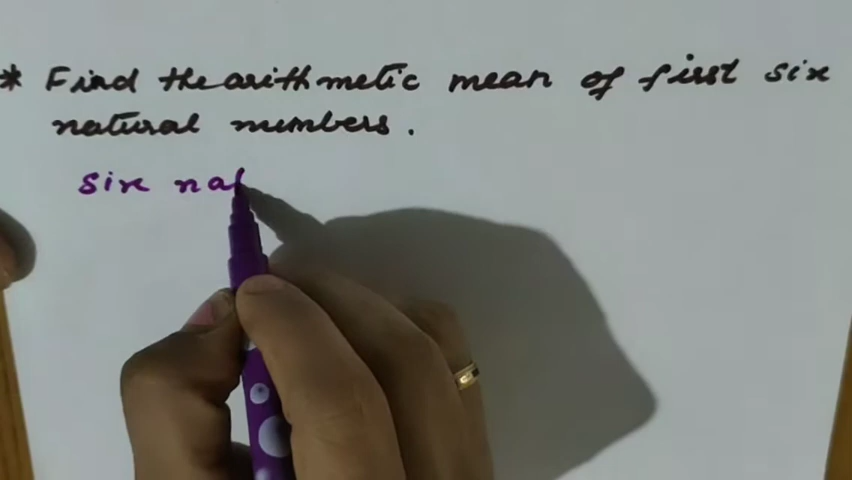 * Find the arithmetic mean of first six
natural numbers.
six nat